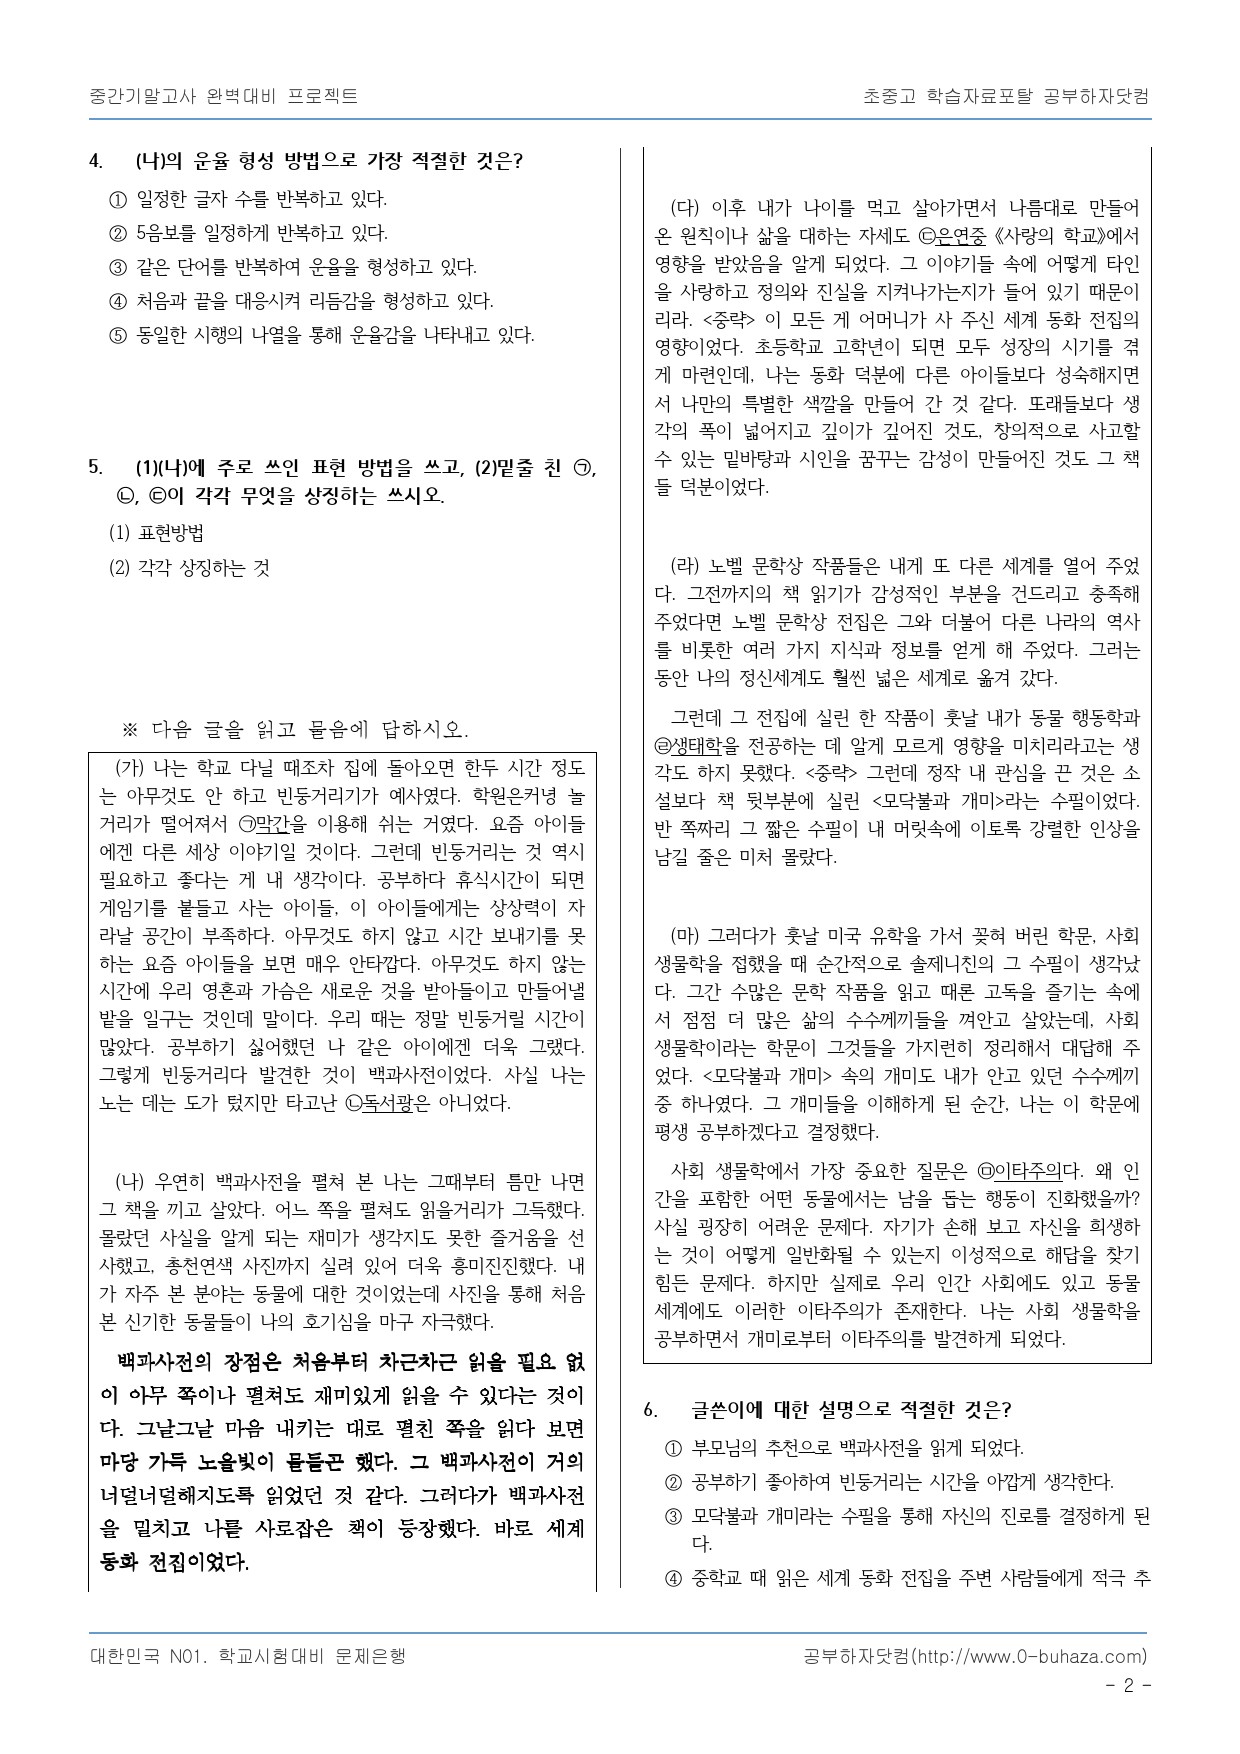 중간기말고사 완벽대비 프로젝트
초중고 학습자료포탈 공부하자닷컴
4. (나)의 운율 형성 방법으로 가장 적절한 것은?
① 일정한 글자 수를 반복하고 있다.
② 5음보를 일정하게 반복하고 있다.
③ 같은 단어를 반복하여 운율을 형성하고 있다.
④ 처음과 끝을 대응시켜 리듬감을 형성하고 있다.
⑤ 동일한 시행의 나열을 통해 운율감을 나타내고 있다.
5. (1)(나)에 주로 쓰인 표현 방법을 쓰고, (2)밑줄 친 ㉠,
㉡, ㉢이 각각 무엇을 상징하는 쓰시오.
(1) 표현방법
(2) 각각 상징하는 것
※ 다음 글을 읽고 물음에 답하시오.
(가) 나는 학교 다닐 때조차 집에 돌아오면 한두 시간 정도
는 아무것도 안 하고 빈둥거리기가 예사였다. 학원은커녕 놀
거리가 떨어져서 ㉠막간을 이용해 쉬는 거였다. 요즘 아이들
에겐 다른 세상 이야기일 것이다. 그런데 빈둥거리는 것 역시
필요하고 좋다는 게 내 생각이다. 공부하다 휴식시간이 되면
게임기를 붙들고 사는 아이들, 이 아이들에게는 상상력이 자
라날 공간이 부족하다. 아무것도 하지 않고 시간 보내기를 못
하는 요즘 아이들을 보면 매우 안타깝다. 아무것도 하지 않는
시간에 우리 영혼과 가슴은 새로운 것을 받아들이고 만들어낼
밭을 일구는 것인데 말이다. 우리 때는 정말 빈둥거릴 시간이
많았다. 공부하기 싫어했던 나 같은 아이에겐 더욱 그랬다.
그렇게 빈둥거리다 발견한 것이 백과사전이었다. 사실 나는
노는 데는 도가 텄지만 타고난 ㉡독서광은 아니었다.
(나) 우연히 백과사전을 펼쳐 본 나는 그때부터 틈만 나면
그 책을 끼고 살았다. 어느 쪽을 펼쳐도 읽을거리가 그득했다.
몰랐던 사실을 알게 되는 재미가 생각지도 못한 즐거움을 선
사했고, 총천연색 사진까지 실려 있어 더욱 흥미진진했다. 내
가 자주 본 분야는 동물에 대한 것이었는데 사진을 통해 처음
본 신기한 동물들이 나의 호기심을 마구 자극했다.
백과사전의 장점은 처음부터 차근차근 읽을 필요 없
이 아무 쪽이나 펼쳐도 재미있게 읽을 수 있다는 것이
다. 그날그날 마음 내키는 대로 펼친 쪽을 읽다 보면
마당 가득 노을빛이 물들곤 했다. 그 백과사전이 거의
너덜너덜해지도록 읽었던 것 같다. 그러다가 백과사전
을 밀치고 나를 사로잡은 책이 등장했다. 바로 세계
동화 전집이었다.
(다) 이후 내가 나이를 먹고 살아가면서 나름대로 만들어
온 원칙이나 삶을 대하는 자세도 ㉢은연중 《사랑의 학교》에서
영향을 받았음을 알게 되었다. 그 이야기들 속에 어떻게 타인
을 사랑하고 정의와 진실을 지켜나가는지가 들어 있기 때문이
리라. <중략> 이 모든 게 어머니가 사 주신 세계 동화 전집의
영향이었다. 초등학교 고학년이 되면 모두 성장의 시기를 겪
게 마련인데, 나는 동화 덕분에 다른 아이들보다 성숙해지면
서 나만의 특별한 색깔을 만들어 간 것 같다. 또래들보다 생
각의 폭이 넓어지고 깊이가 깊어진 것도, 창의적으로 사고할
수 있는 밑바탕과 시인을 꿈꾸는 감성이 만들어진 것도 그 책
들 덕분이었다.
(라) 노벨 문학상 작품들은 내게 또 다른 세계를 열어 주었
다. 그전까지의 책 읽기가 감성적인 부분을 건드리고 충족해
주었다면 노벨 문학상 전집은 그와 더불어 다른 나라의 역사
를 비롯한 여러 가지 지식과 정보를 얻게 해 주었다. 그러는
동안 나의 정신세계도 훨씬 넓은 세계로 옮겨 갔다.
그런데 그 전집에 실린 한 작품이 훗날 내가 동물 행동학과
㉣생태학을 전공하는 데 알게 모르게 영향을 미치리라고는 생
각도 하지 못했다. <중략> 그런데 정작 내 관심을 끈 것은 소
설보다 책 뒷부분에 실린 <모닥불과 개미>라는 수필이었다.
반 쪽짜리 그 짧은 수필이 내 머릿속에 이토록 강렬한 인상을
남길 줄은 미처 몰랐다.
(마) 그러다가 훗날 미국 유학을 가서 꽂혀 버린 학문, 사회
생물학을 접했을 때 순간적으로 솔제니친의 그 수필이 생각났
다. 그간 수많은 문학 작품을 읽고 때론 고독을 즐기는 속에
서 점점 더 많은 삶의 수수께끼들을 껴안고 살았는데, 사회
생물학이라는 학문이 그것들을 가지런히 정리해서 대답해 주
었다. <모닥불과 개미> 속의 개미도 내가 안고 있던 수수께끼
중 하나였다. 그 개미들을 이해하게 된 순간, 나는 이 학문에
평생 공부하겠다고 결정했다.
사회 생물학에서 가장 중요한 질문은 ㉤이타주의다. 왜 인
간을 포함한 어떤 동물에서는 남을 돕는 행동이 진화했을까?
사실 굉장히 어려운 문제다. 자기가 손해 보고 자신을 희생하
는 것이 어떻게 일반화될 수 있는지 이성적으로 해답을 찾기
힘든 문제다. 하지만 실제로 우리 인간 사회에도 있고 동물
세계에도 이러한 이타주의가 존재한다. 나는 사회 생물학을
공부하면서 개미로부터 이타주의를 발견하게 되었다.
6. 글쓴이에 대한 설명으로 적절한 것은?
① 부모님의 추천으로 백과사전을 읽게 되었다.
② 공부하기 좋아하여 빈둥거리는 시간을 아깝게 생각한다.
③ 모닥불과 개미라는 수필을 통해 자신의 진로를 결정하게 된
다.
④ 중학교 때 읽은 세계 동화 전집을 주변 사람들에게 적극 추
대한민국 N01. 학교시험대비 문제은행
공부하자닷컴(http://www.0-buhaza.com)
- 2 -